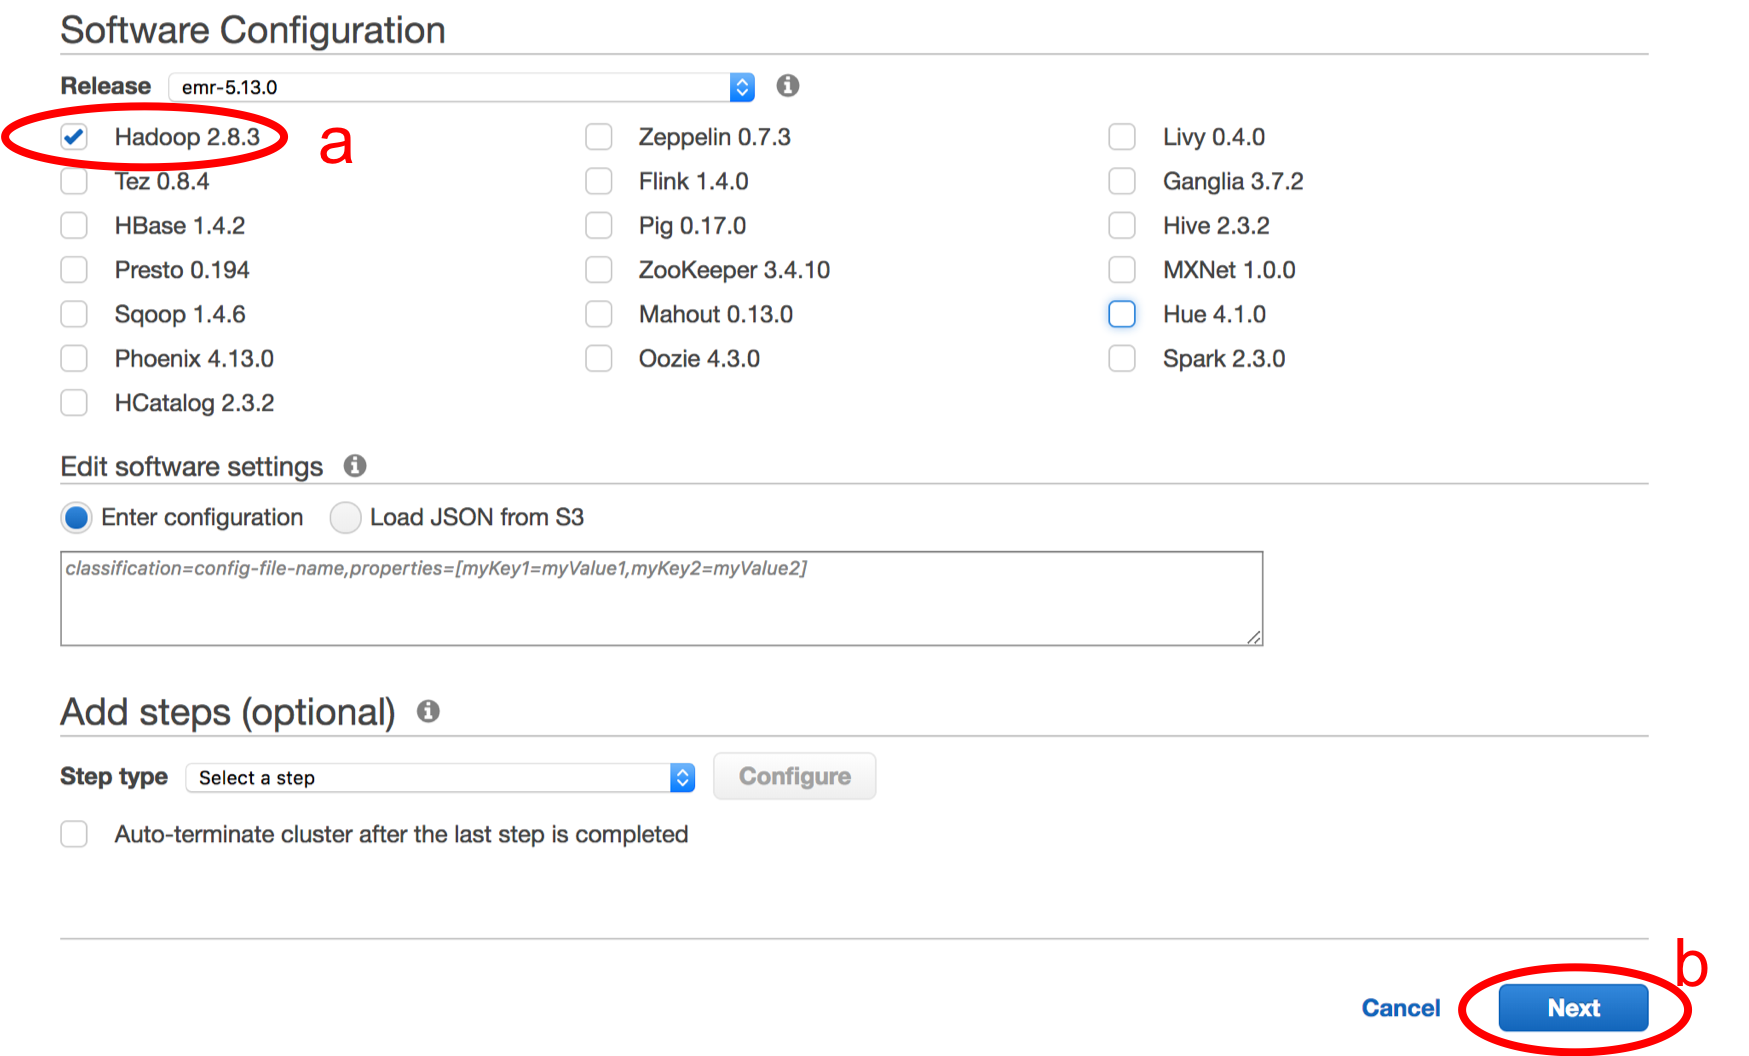 Software Configuration
Release emr-5.13.0
Hadoop 2.8.3 a Zeppelin 0.7.3 Livy 0.4.0
Tez 0.8.4 Flink 1.4.0 Ganglia 3.7.2
HBase 1.4.2 Pig 0.17.0 Hive 2.3.2
Presto 0.194 ZooKeeper 3.4.10 MXNet 1.0.0
Sqoop 1.4.6 Mahout 0.13.0 Hue 4.1.0
Phoenix 4.13.0 Oozie 4.3.0 Spark 2.3.0
HCatalog 2.3.2
Edit software settings
Enter configuration Load JSON from S3
classification=config-file-name,properties=[myKey1=myValue1,myKey2=myValue2]
Add steps (optional)
Step type Select a step Configure
Auto-terminate cluster after the last step is completed
b
Cancel Next